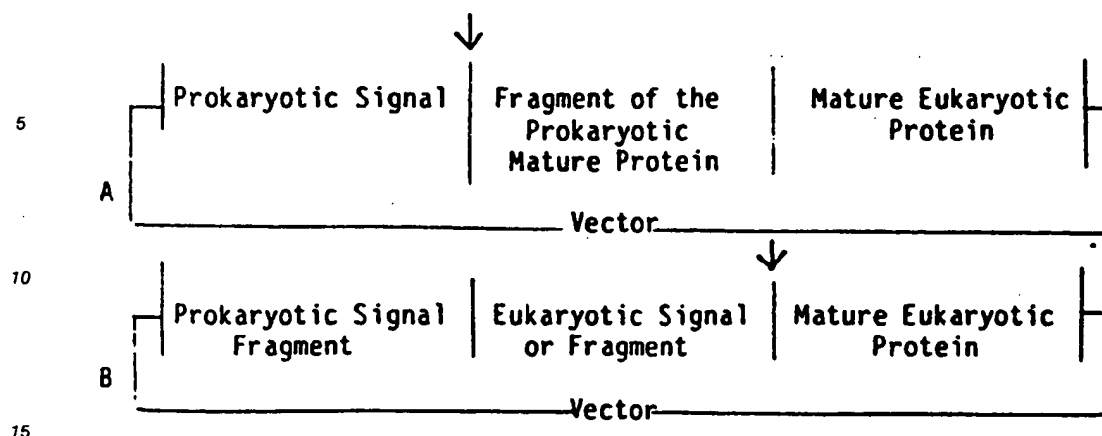 5
Prokaryotic Signal
Fragment of the
Prokaryotic
Mature Protein
Mature Eukaryotic
Protein
A
Vector
10
Prokaryotic Signal
Fragment
Eukaryotic Signal
or Fragment
Mature Eukaryotic
Protein
B
Vector
15